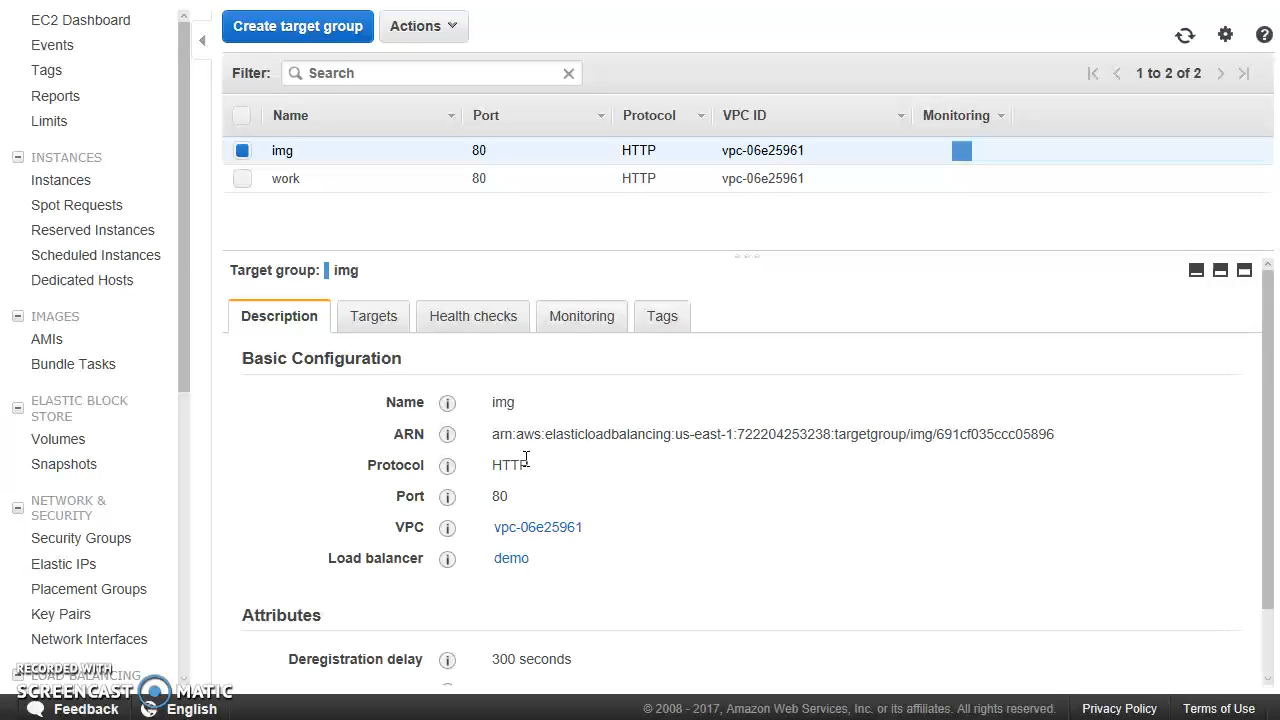 EC2 Dashboard
Events
Tags
Reports
Limits
INSTANCES
Instances
Spot Requests
Reserved Instances
Scheduled Instances
Dedicated Hosts
IMAGES
AMIs
Bundle Tasks
ELASTIC BLOCK
STORE
Volumes
Snapshots
NETWORK &
SECURITY
Security Groups
Elastic IPs
Placement Groups
Key Pairs
Network Interfaces
LOAD BALANCING
RECORDED WITH
SCREENCAST MATIC
Create target group Actions
Filter: Search 1 to 2 of 2
Name Port Protocol VPC ID Monitoring
img 80 HTTP vpc-06e25961
work 80 HTTP vpc-06e25961
Target group: img
Description Targets Health checks Monitoring Tags
Basic Configuration
Name img
ARN arn:aws:elasticloadbalancing:us-east-1:722204253238:targetgroup/img/691cf035ccc05896
Protocol HTTP
Port 80
VPC vpc-06e25961
Load balancer demo
Attributes
Deregistration delay 300 seconds
Feedback English © 2008 - 2017, Amazon Web Services, Inc. or its affiliates. All rights reserved. Privacy Policy Terms of Use